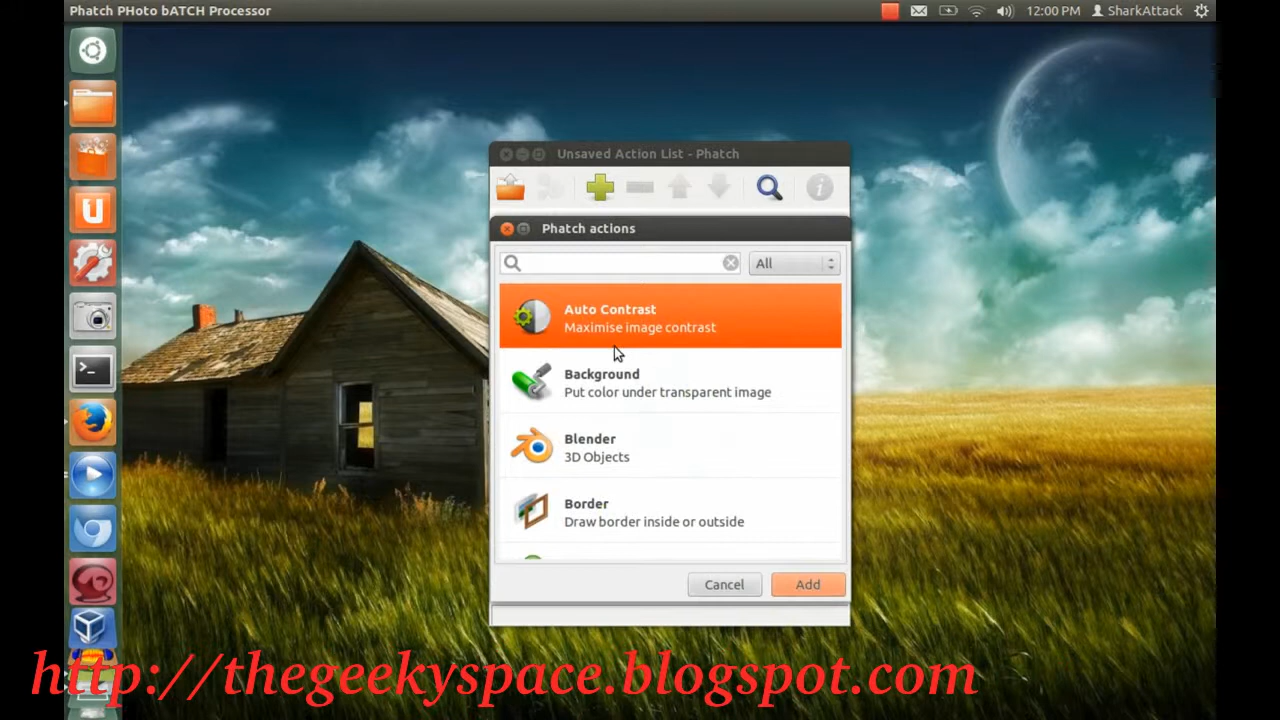 Phatch PHoto bATCH Processor
12:00 PM
SharkAttack
Unsaved Action List - Phatch
Phatch actions
All
Auto Contrast
Maximise image contrast
Background
Put color under transparent image
Blender
3D Objects
Border
Draw border inside or outside
Cancel
Add
http://thegeekyspace.blogspot.com